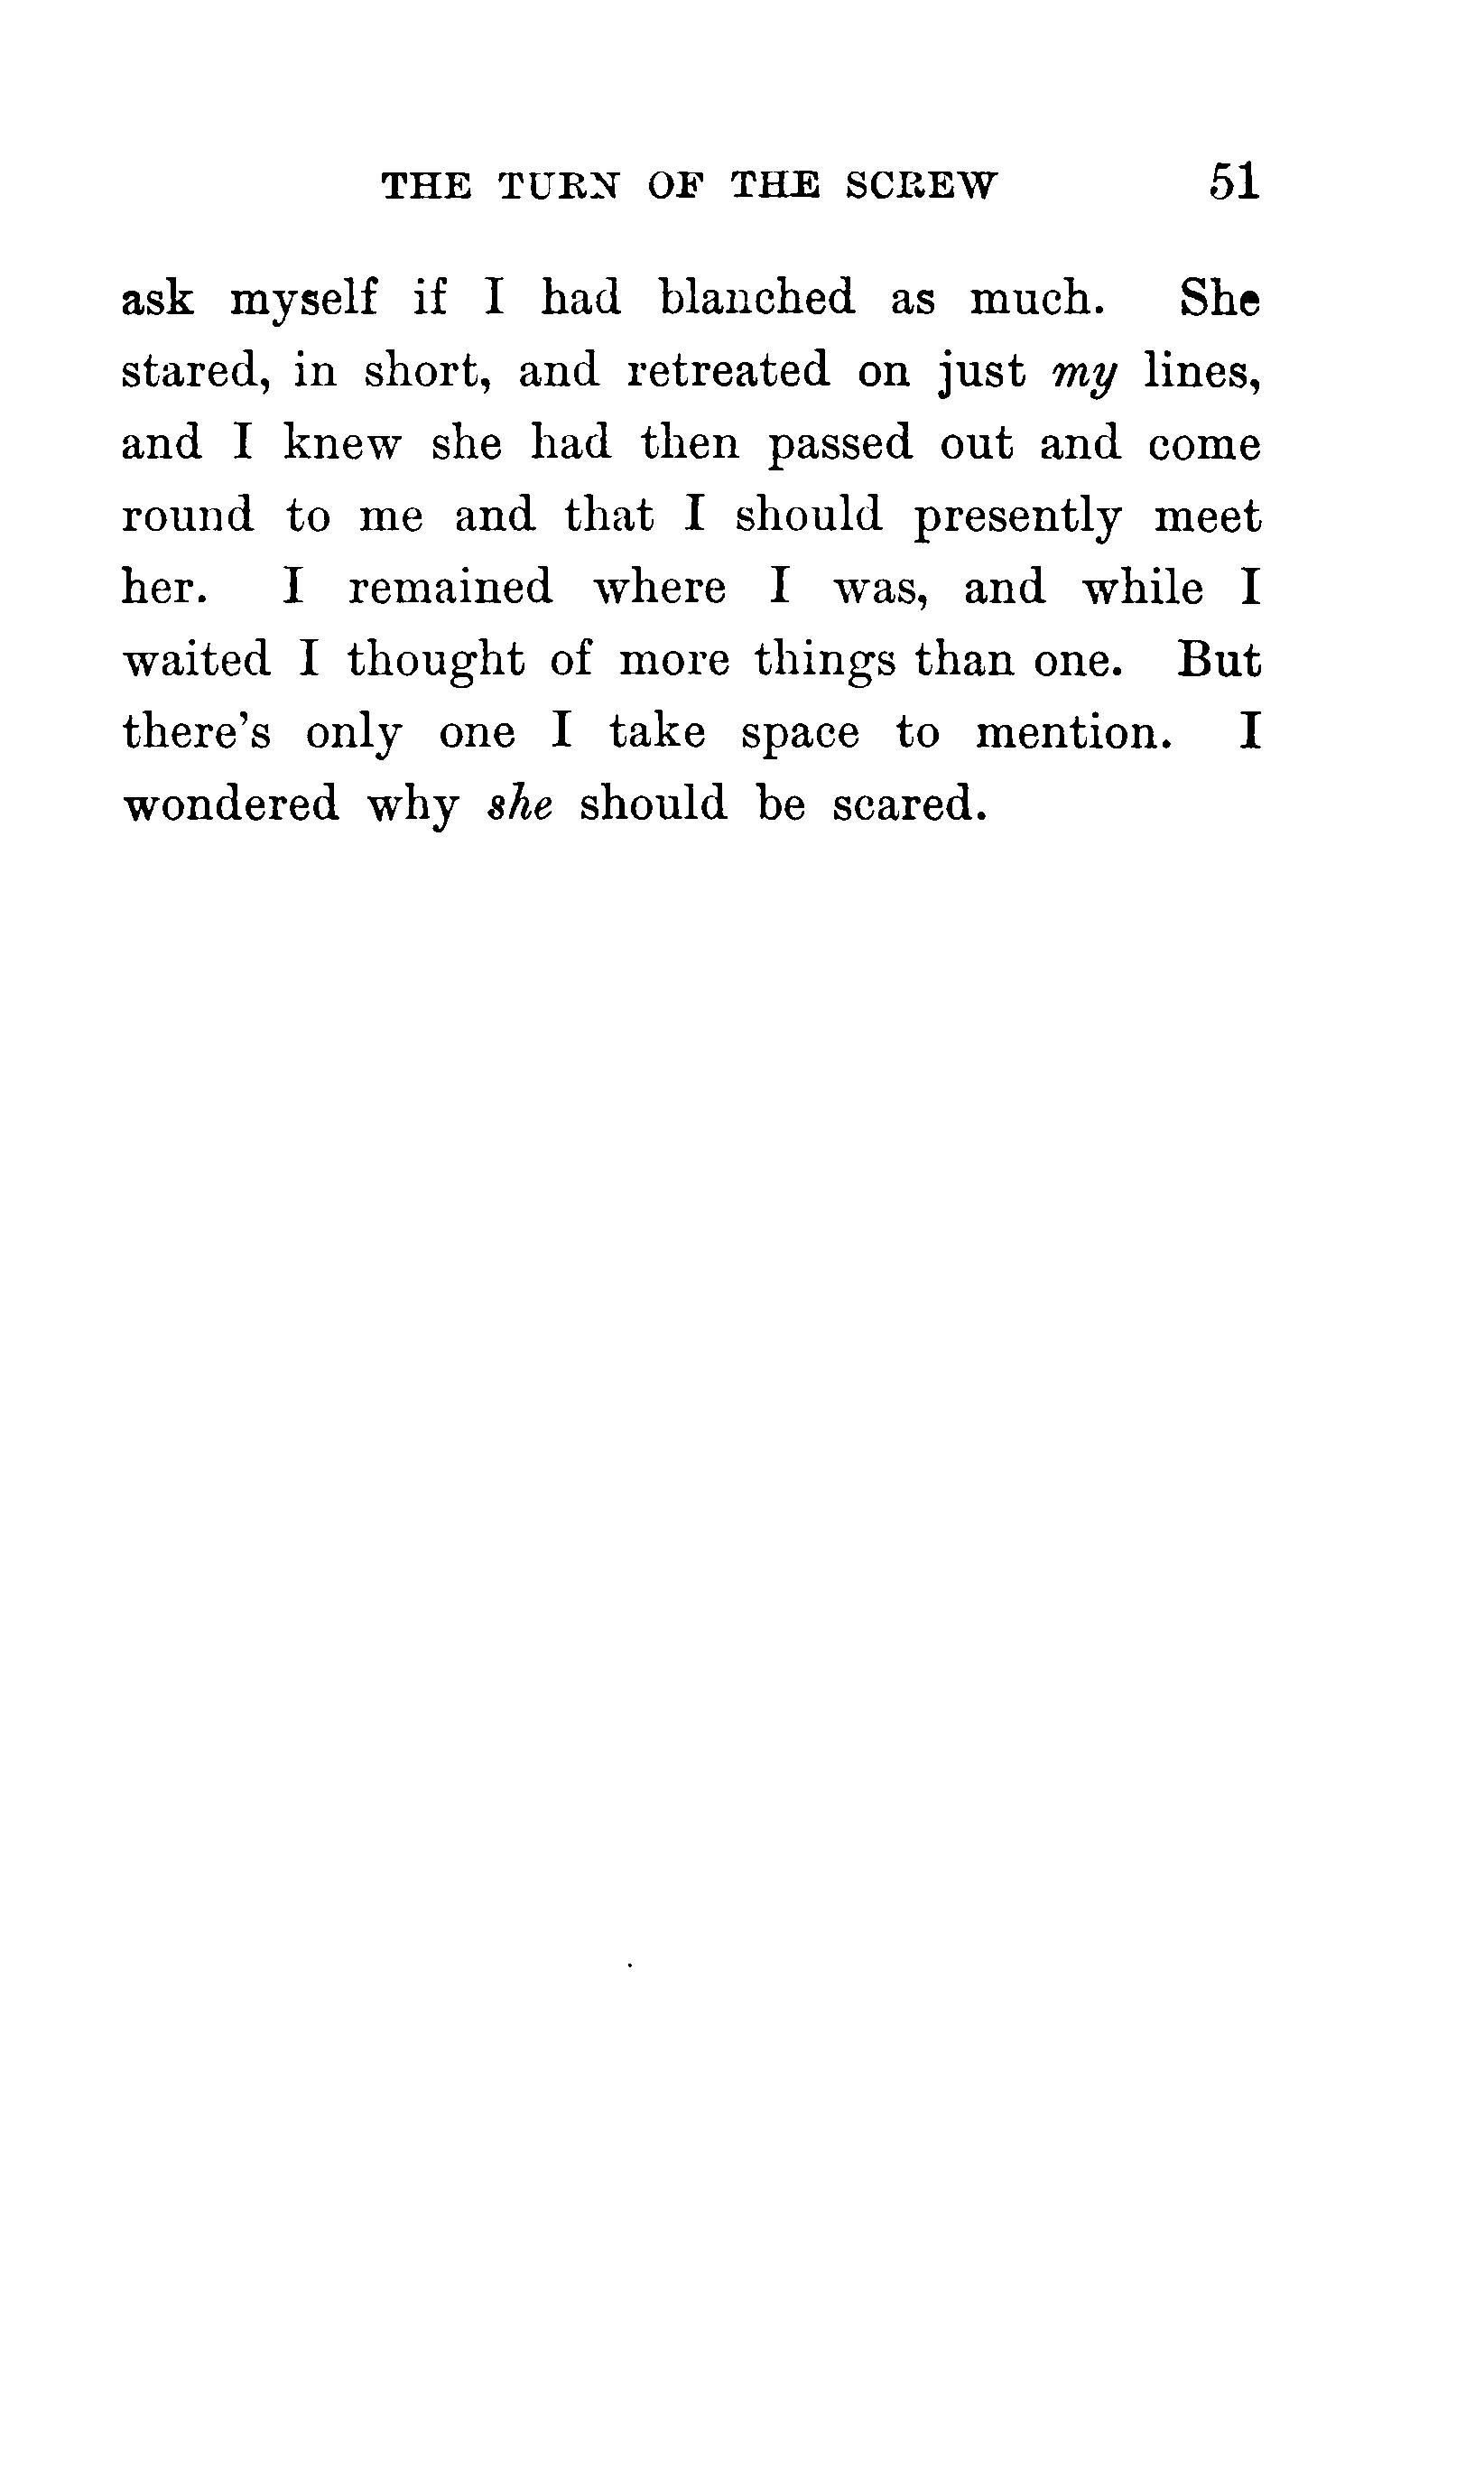 THE TURN OF THE SCREW 51
ask myself if I had blanched as much. She
stared, in short, and retreated on just my lines,
and I knew she had then passed out and come
round to me and that I should presently meet
her. I remained where I was, and while I
waited I thought of more things than one. But
there's only one I take space to mention. I
wondered why she should be scared.